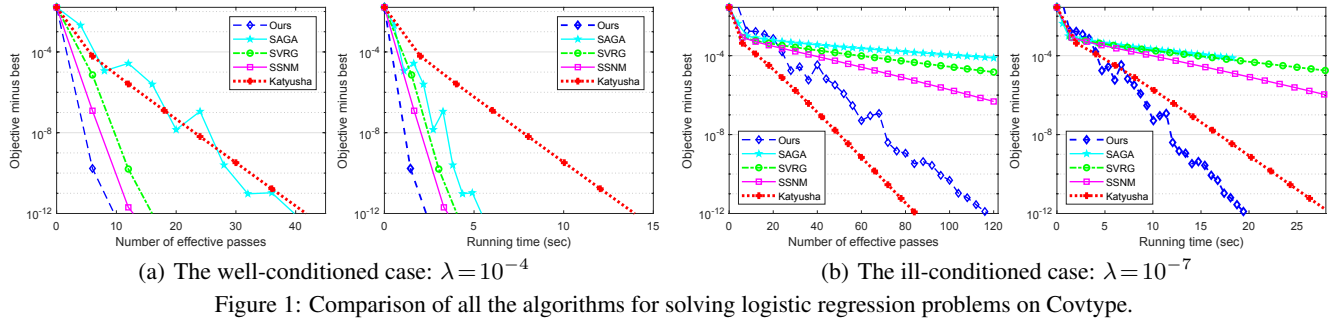 Objective minus best
10⁻⁴
10⁻⁸
10⁻¹²
0 10 20 30 40
Number of effective passes
Ours
SAGA
SVRG
SSNM
Katyusha
Objective minus best
10⁻⁴
10⁻⁸
10⁻¹²
0 5 10 15
Running time (sec)
Ours
SAGA
SVRG
SSNM
Katyusha
(a) The well-conditioned case: λ=10⁻⁴
Objective minus best
10⁻⁴
10⁻⁸
10⁻¹²
0 20 40 60 80 100 120
Number of effective passes
Ours
SAGA
SVRG
SSNM
Katyusha
Objective minus best
10⁻⁴
10⁻⁸
10⁻¹²
0 5 10 15 20 25
Running time (sec)
Ours
SAGA
SVRG
SSNM
Katyusha
(b) The ill-conditioned case: λ=10⁻⁷
Figure 1: Comparison of all the algorithms for solving logistic regression problems on Covtype.